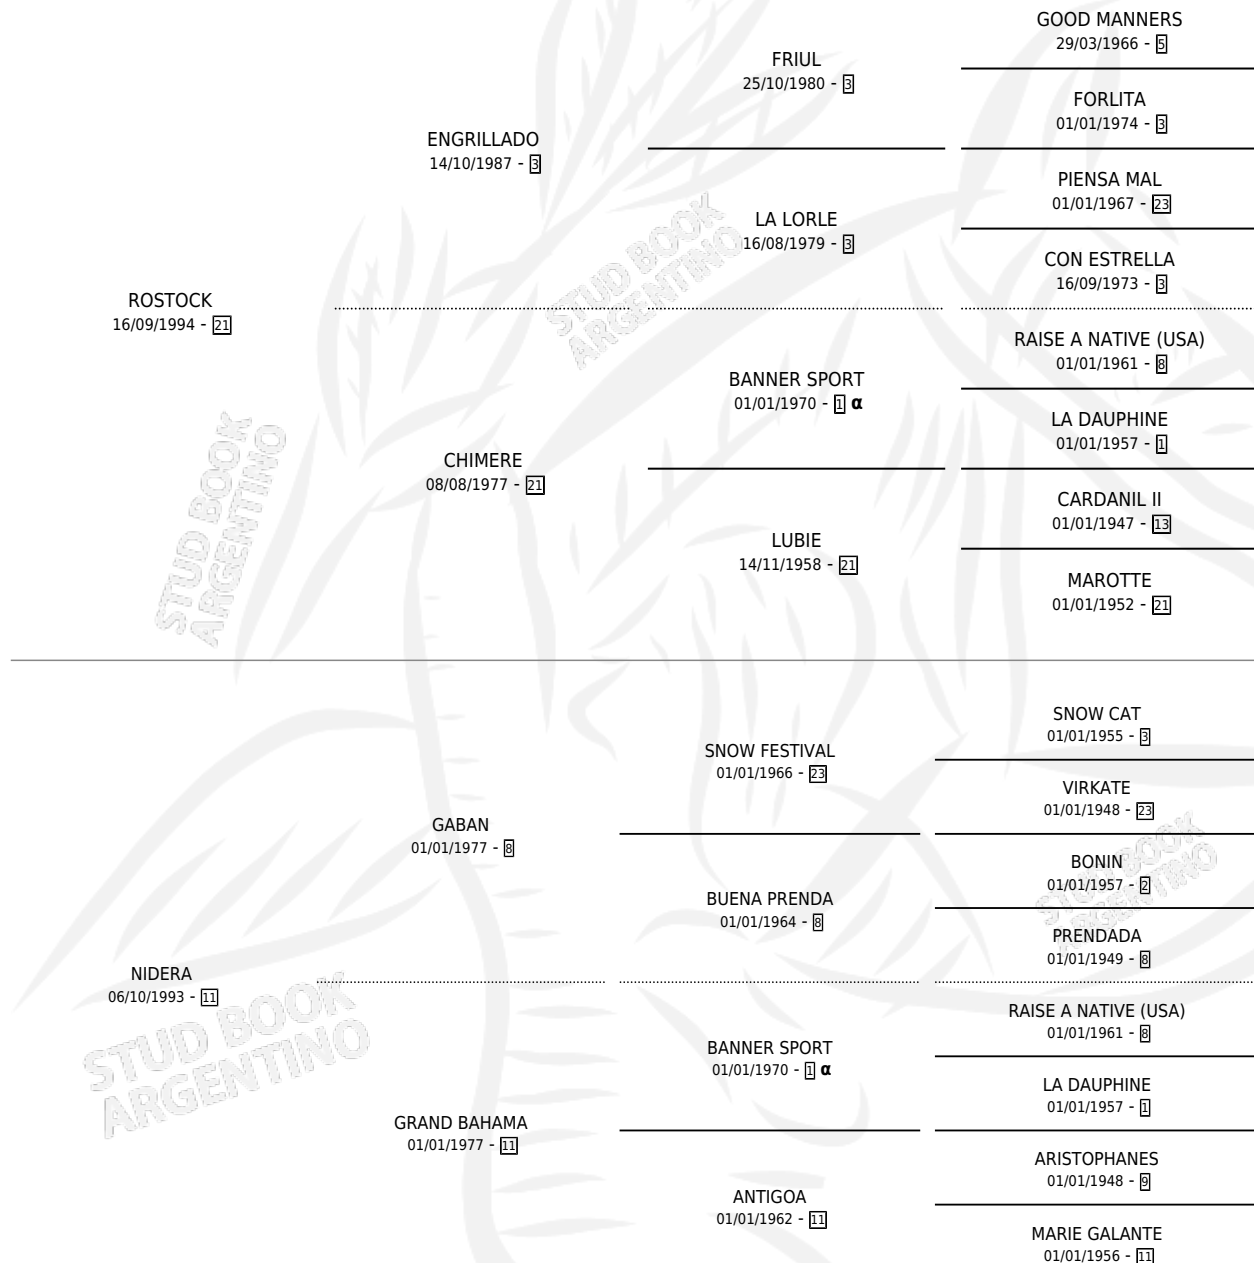 GOOD MANNERS
29/03/1966 - 5
FRIUL
25/10/1980 - 3
FORLITA
01/01/1974 - 3
ENGRILLADO
14/10/1987 - 3
PIENSA MAL
01/01/1967 - 23
LA LORLE
16/08/1979 - 3
CON ESTRELLA
16/09/1973 - 3
ROSTOCK
16/09/1994 - 21
RAISE A NATIVE (USA)
01/01/1961 - 8
BANNER SPORT
01/01/1970 - 1 α
LA DAUPHINE
01/01/1957 - 1
CHIMERE
08/08/1977 - 21
CARDANIL II
01/01/1947 - 13
LUBIE
14/11/1958 - 21
MAROTTE
01/01/1952 - 21
STUD BOOK
ARGENTINO
STUD BOOK
ARGENTINO
SNOW CAT
01/01/1955 - 3
SNOW FESTIVAL
01/01/1966 - 23
VIRKATE
01/01/1948 - 23
GABAN
01/01/1977 - 8
BONIN
01/01/1957 - 2
BUENA PRENDA
01/01/1964 - 8
PRENDADA
01/01/1949 - 8
STUD BOOK
ARGENTINO
NIDERA
06/10/1993 - 11
RAISE A NATIVE (USA)
01/01/1961 - 8
BANNER SPORT
01/01/1970 - 1 α
LA DAUPHINE
01/01/1957 - 1
STUD BOOK
ARGENTINO
GRAND BAHAMA
01/01/1977 - 11
ARISTOPHANES
01/01/1948 - 9
ANTIGOA
01/01/1962 - 11
MARIE GALANTE
01/01/1956 - 11